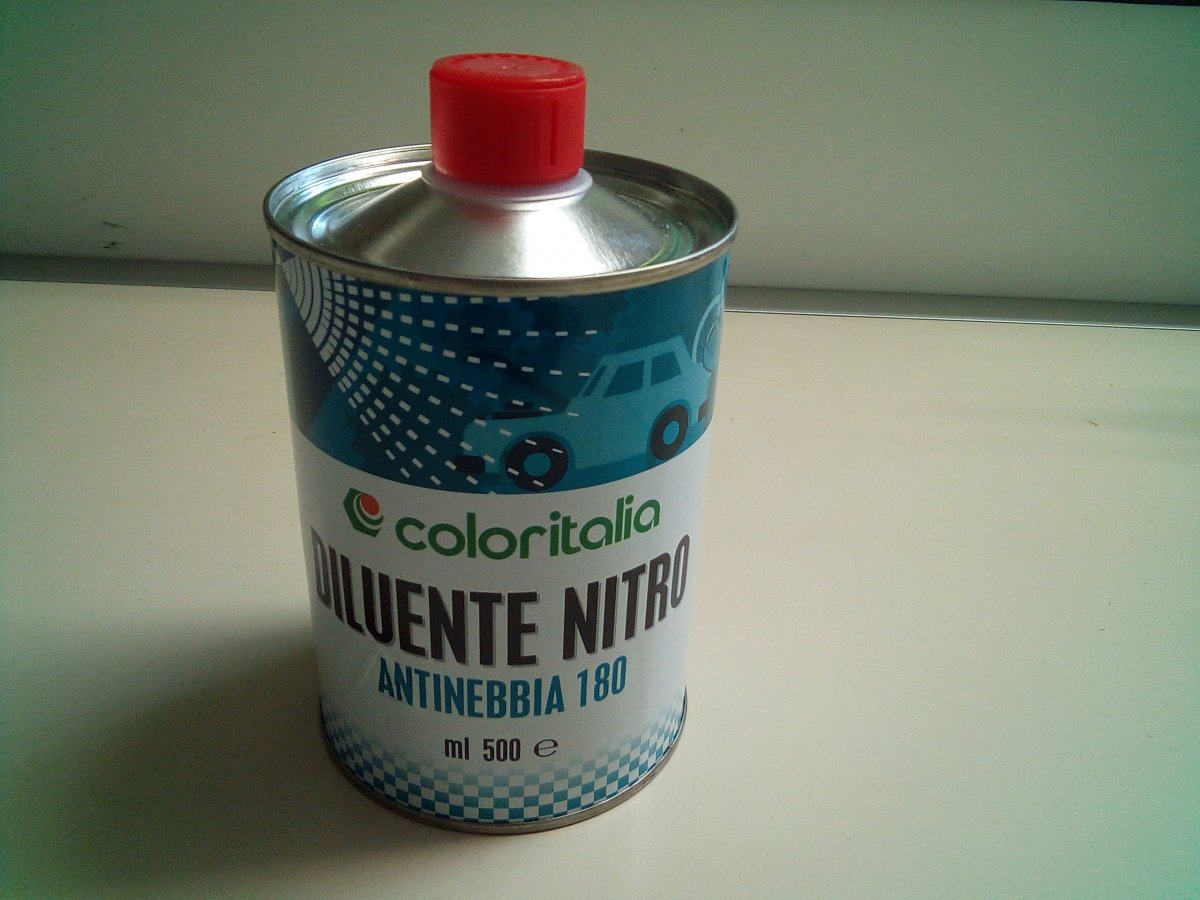 coloritalia
DILUENTE NITRO
ANTINEBBIA 180
ml 500 ℮